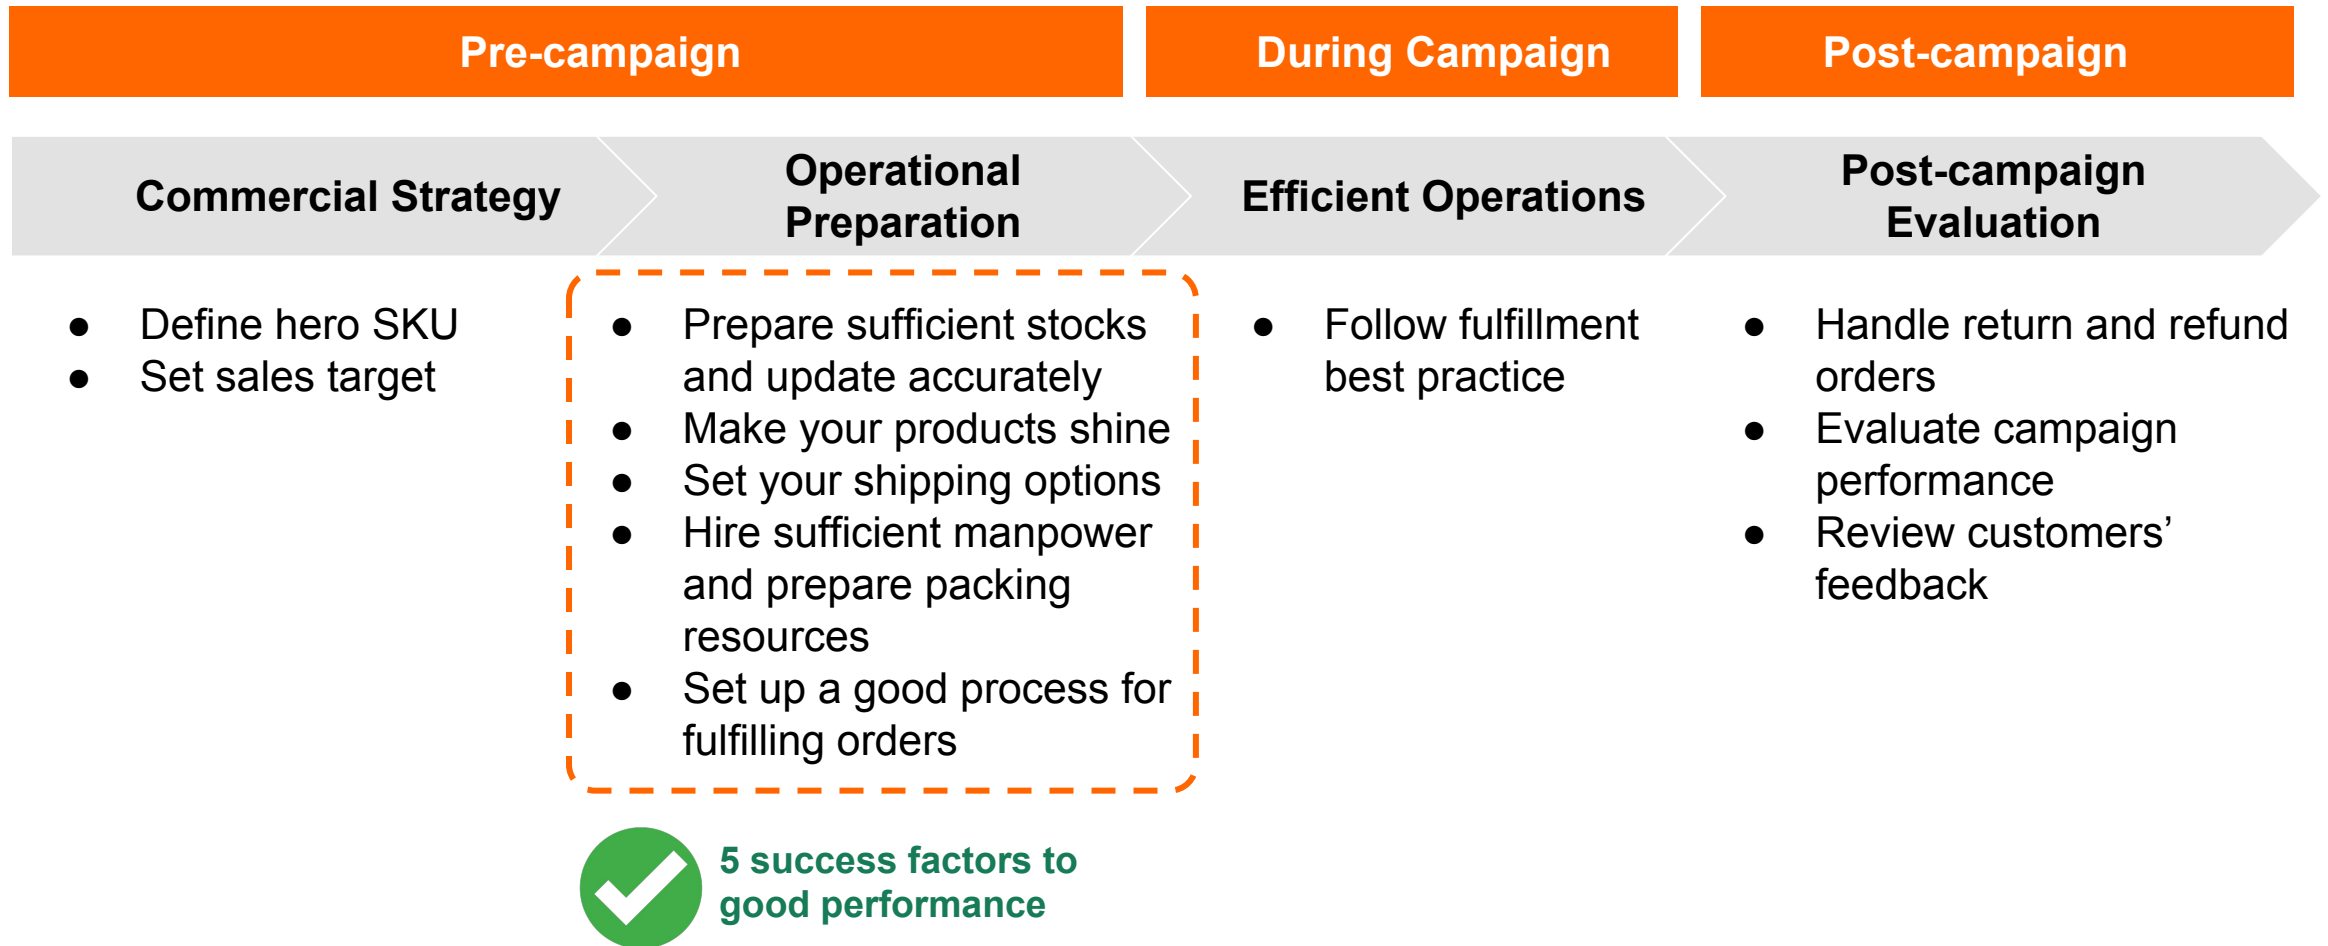 Pre-campaign
During Campaign
Post-campaign
Commercial Strategy
Operational
Preparation
Efficient Operations
Post-campaign
Evaluation
● Define hero SKU
● Set sales target
● Prepare sufficient stocks
and update accurately
● Make your products shine
● Set your shipping options
● Hire sufficient manpower
and prepare packing
resources
● Set up a good process for
fulfilling orders
● Follow fulfillment
best practice
● Handle return and refund
orders
● Evaluate campaign
performance
● Review customers’
feedback
5 success factors to
good performance